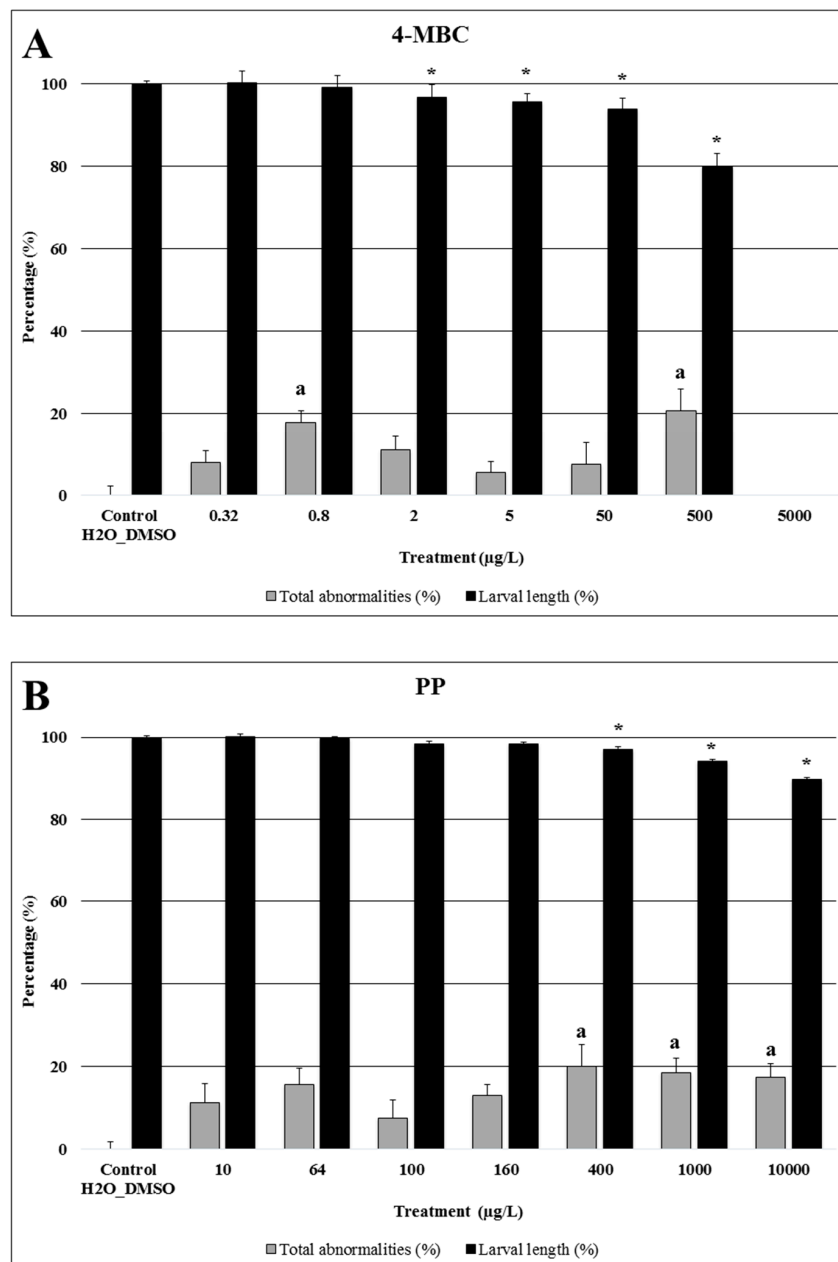 A
4-MBC
Percentage (%)
100
80
60
40
20
0
* * * *
a a
Control
H2O_DMSO
0.32 0.8 2 5 50 500 5000
Treatment (µg/L)
Total abnormalities (%) Larval length (%)
B
PP
Percentage (%)
100
80
60
40
20
0
* * *
a a a
Control
H2O_DMSO
10 64 100 160 400 1000 10000
Treatment (µg/L)
Total abnormalities (%) Larval length (%)